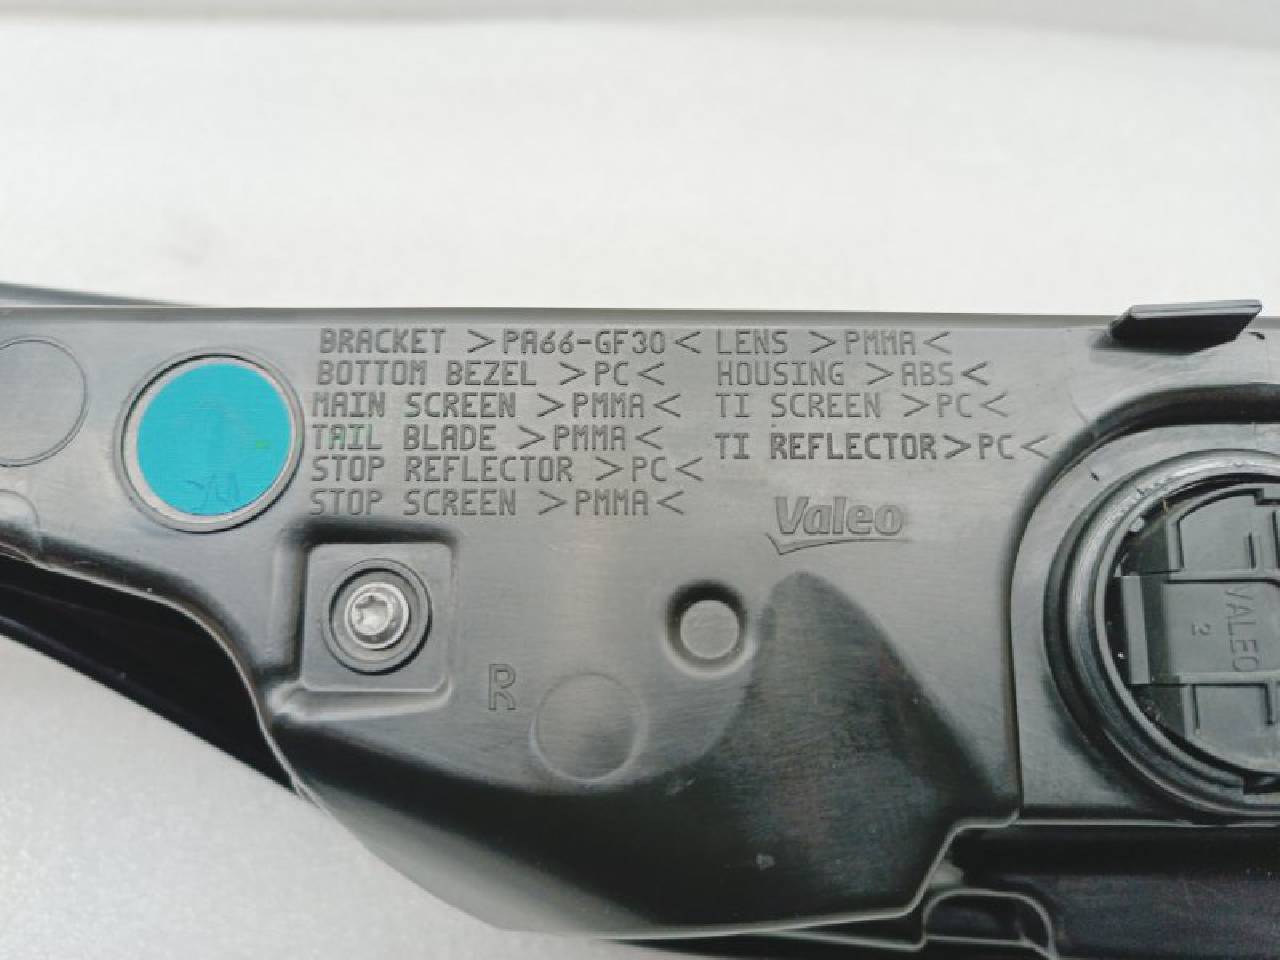 BRACKET >PA66-GF30<
BOTTOM BEZEL >PC<
MAIN SCREEN >PMMA<
TAIL BLADE >PMMA<
STOP REFLECTOR >PC<
STOP SCREEN >PMMA<
LENS >PMMA<
HOUSING >ABS<
TI SCREEN >PC<
TI REFLECTOR>PC<
Valeo
R
VALEO
2